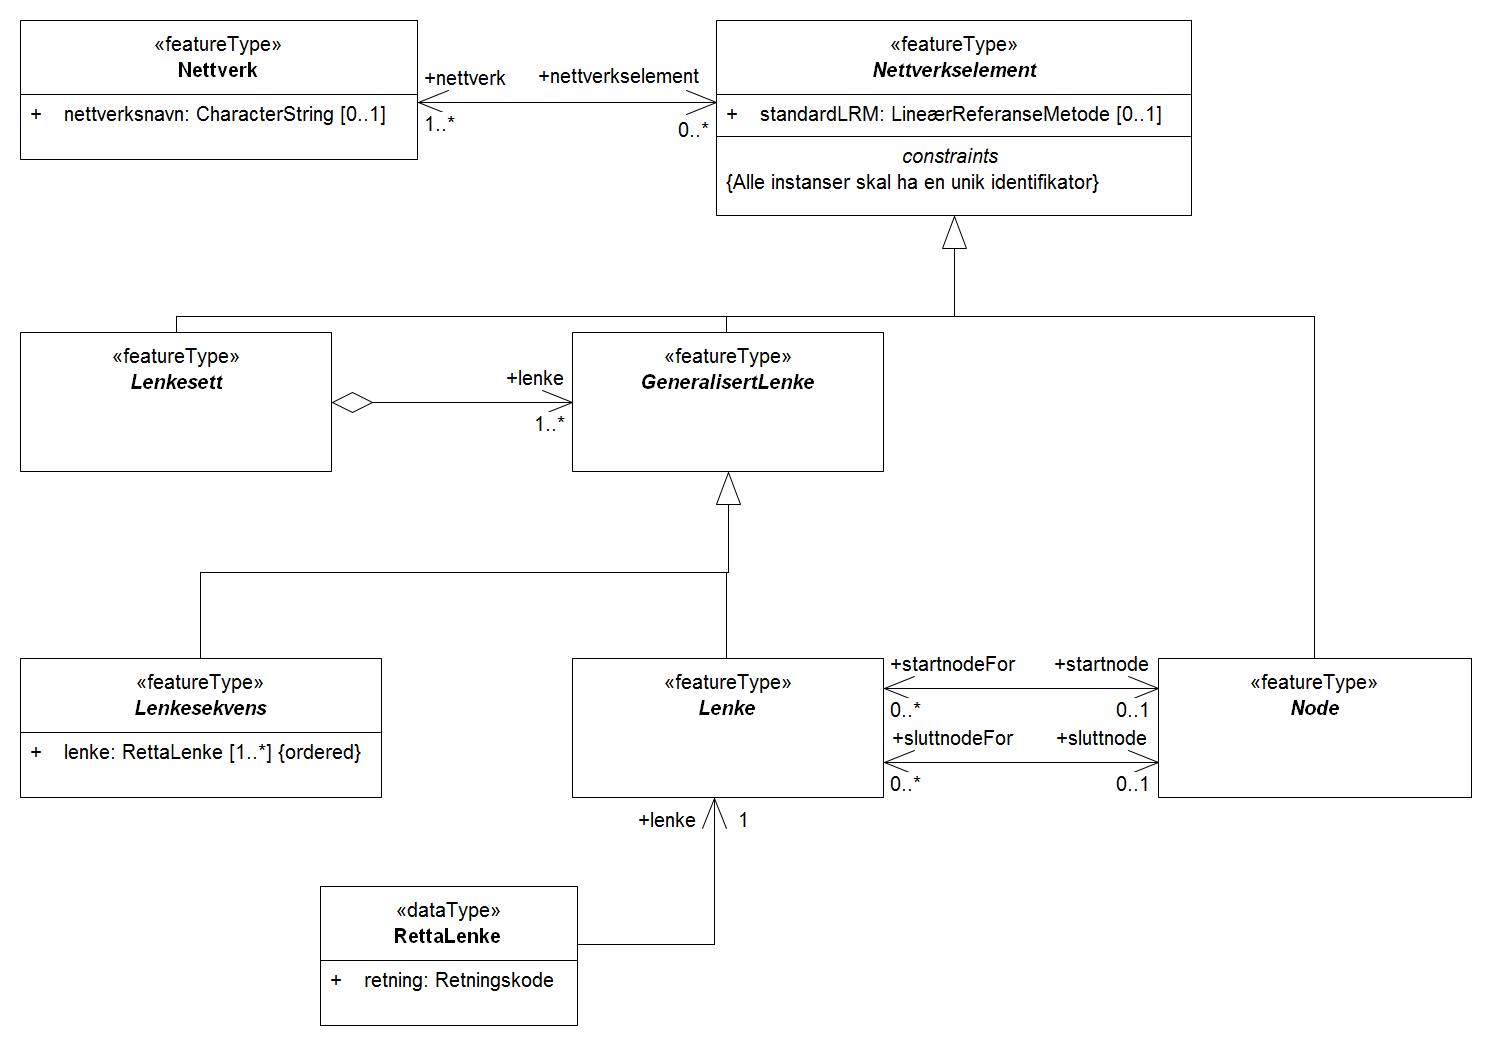 «featureType»
Nettverk
+ nettverksnavn: CharacterString [0..1]
+nettverk
1..*
+nettverkselement
0..*
«featureType»
Nettverkselement
+ standardLRM: LineærReferanseMetode [0..1]
constraints
{Alle instanser skal ha en unik identifikator}
«featureType»
Lenkesett
+lenke
1..*
«featureType»
GeneralisertLenke
«featureType»
Lenkesekvens
+ lenke: RettaLenke [1..*] {ordered}
«featureType»
Lenke
+startnodeFor
0..*
+startnode
0..1
+sluttnodeFor
0..*
+sluttnode
0..1
«featureType»
Node
+lenke
1
«dataType»
RettaLenke
+ retning: Retningskode